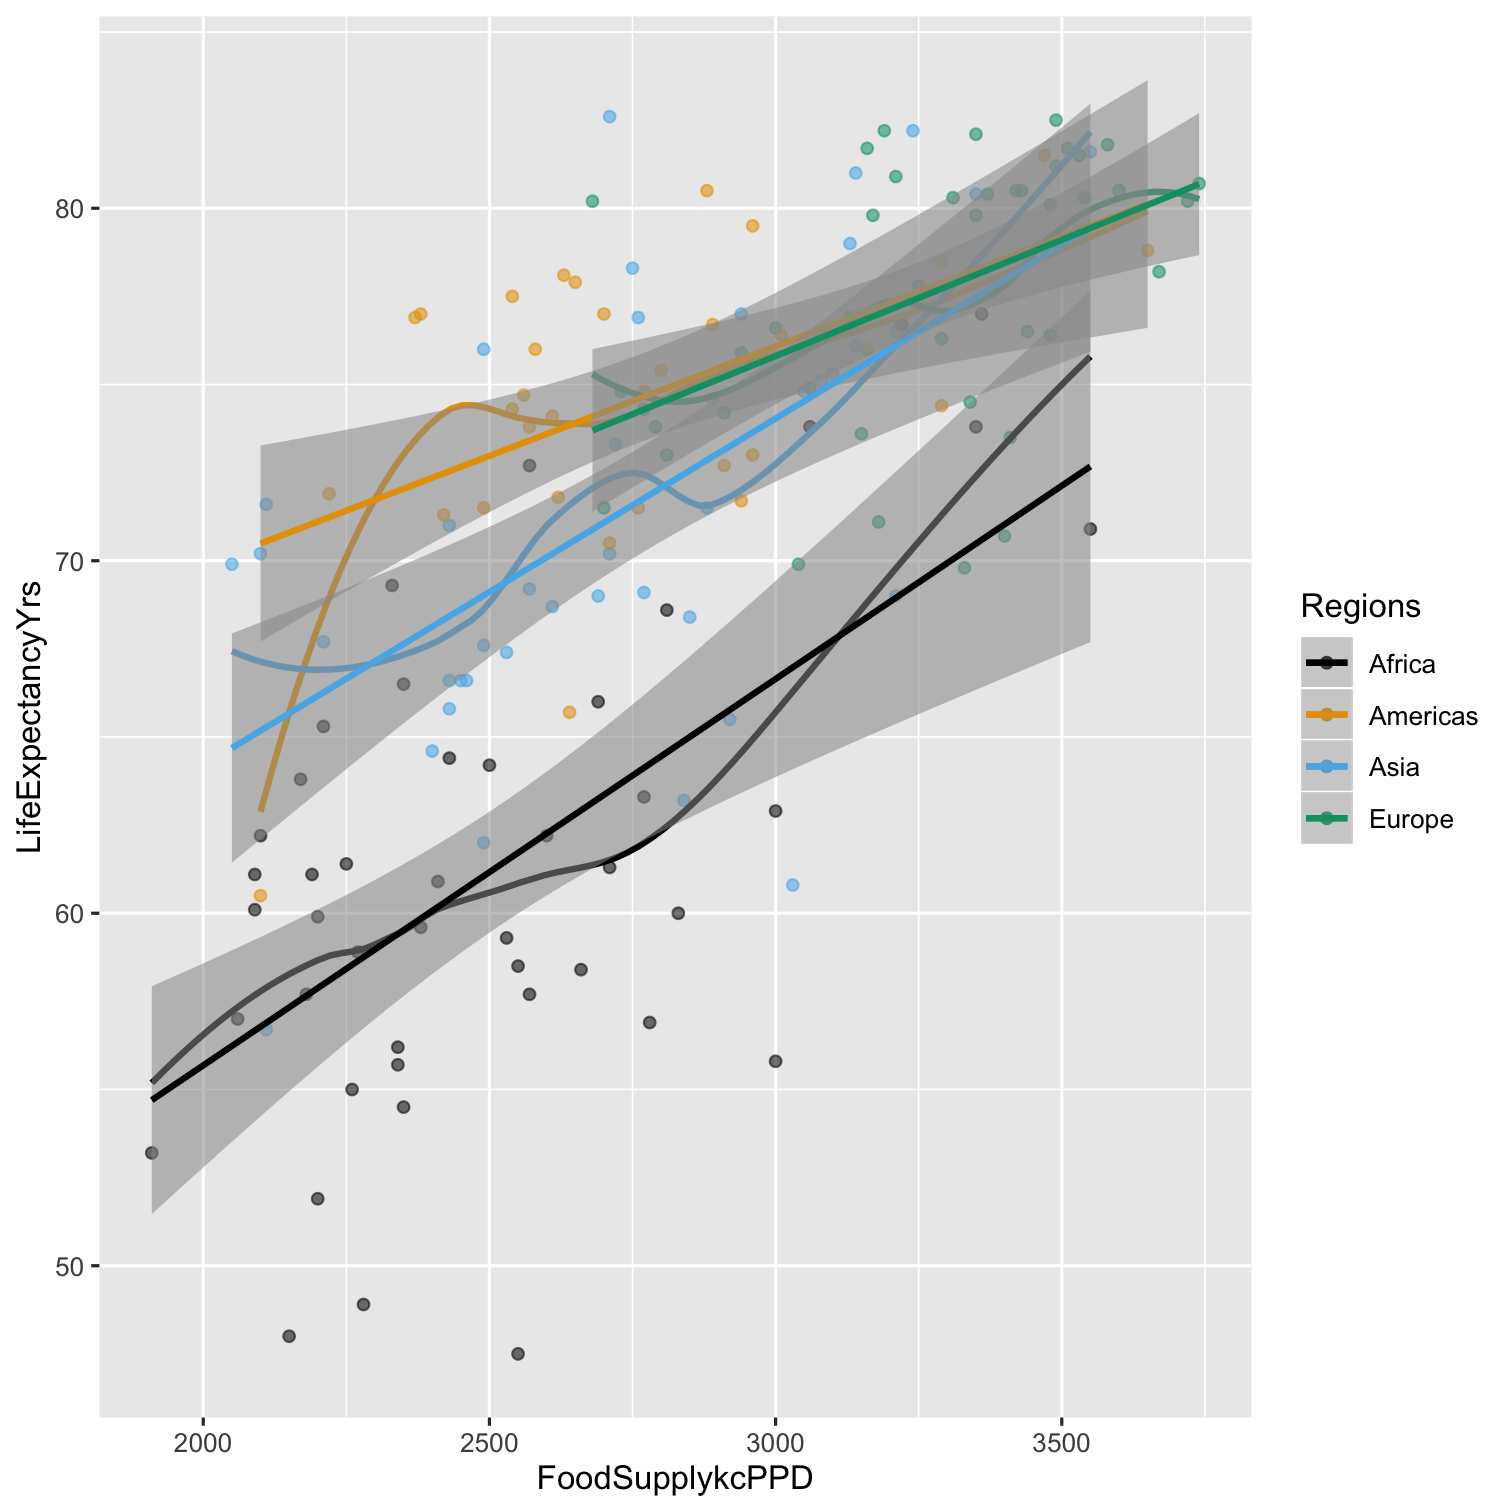 80
70
60
50
LifeExpectancyYrs
2000 2500 3000 3500
FoodSupplykcPPD
Regions
Africa
Americas
Asia
Europe